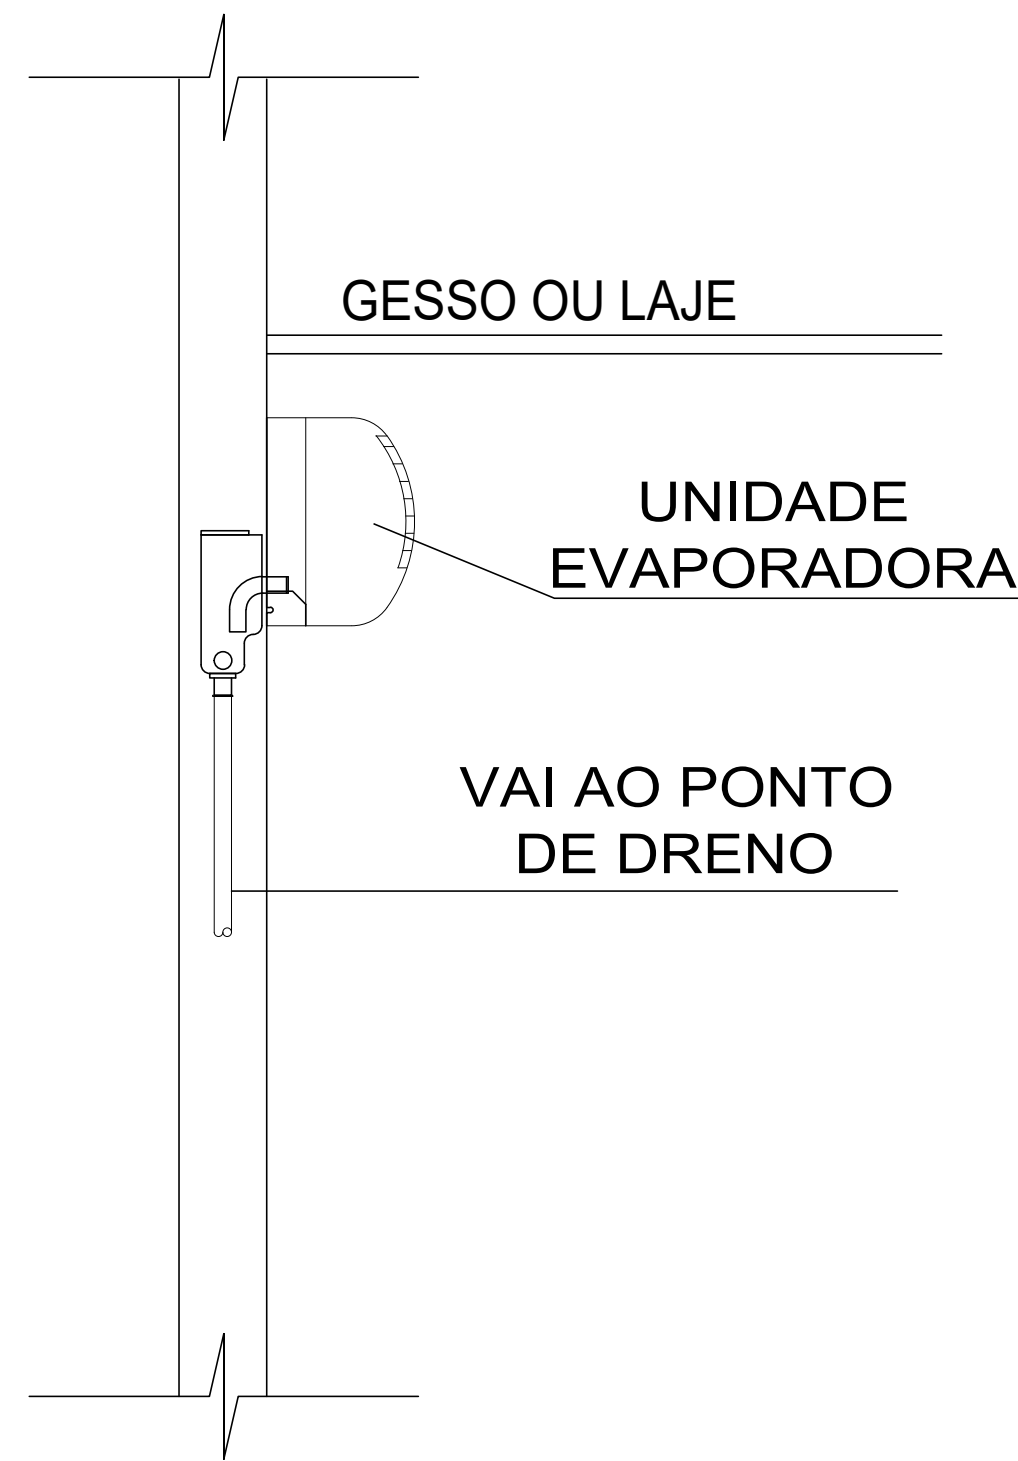 GESSO OU LAJE
UNIDADE
EVAPORADORA
VAI AO PONTO
DE DRENO